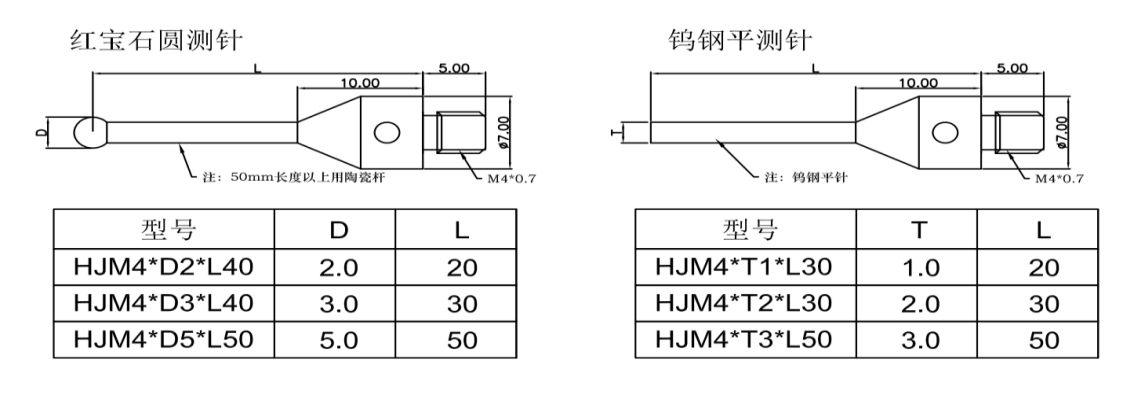 红宝石圆测针
L
5.00
10.00
D
ø7.00
注：50mm长度以上用陶瓷杆
M4*0.7
型号 D L
HJM4*D2*L40 2.0 20
HJM4*D3*L40 3.0 30
HJM4*D5*L50 5.0 50
钨钢平测针
L
5.00
10.00
T
ø7.00
注：钨钢平针
M4*0.7
型号 T L
HJM4*T1*L30 1.0 20
HJM4*T2*L30 2.0 30
HJM4*T3*L50 3.0 50